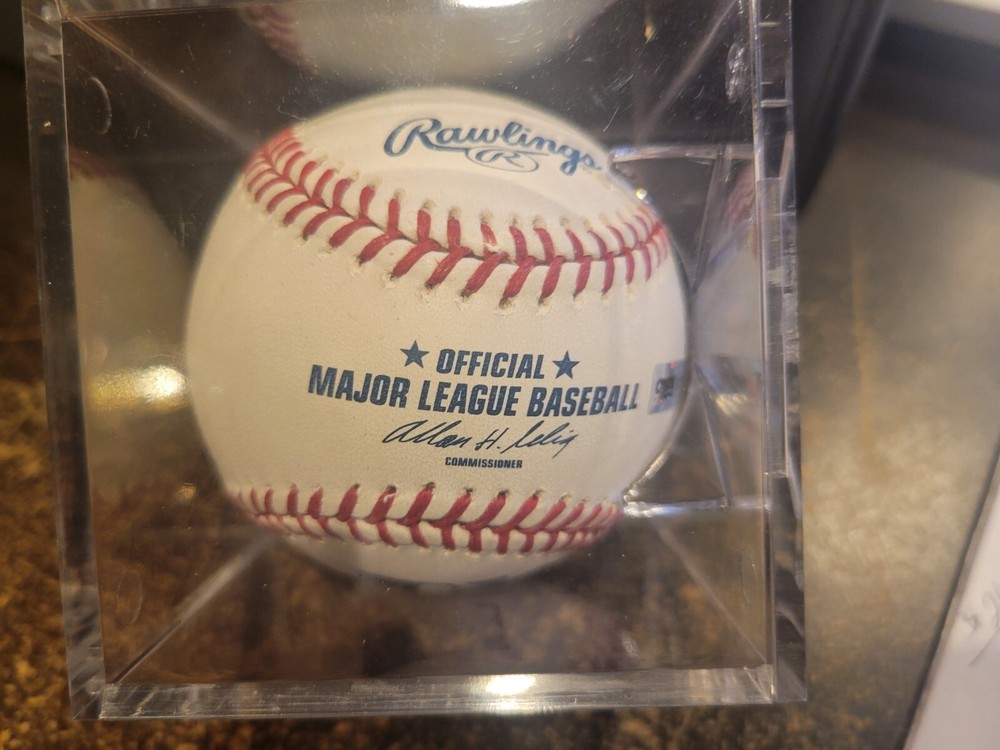 Rawlings
R
★ OFFICIAL ★
MAJOR LEAGUE BASEBALL
Allan H. Selig
COMMISSIONER